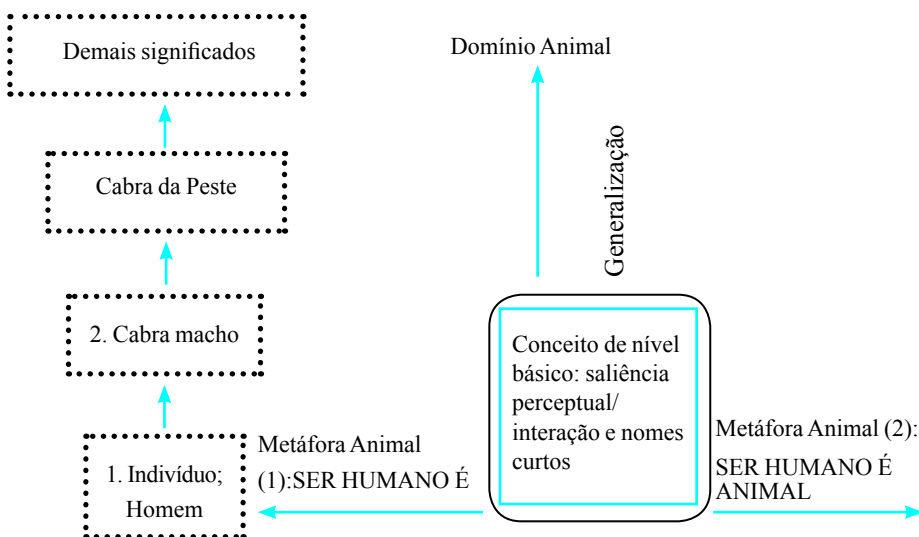 Demais significados
Domínio Animal
Generalização
Cabra da Peste
2. Cabra macho
Conceito de nível
básico: saliência
perceptual/
interação e nomes
curtos
Metáfora Animal
(1):SER HUMANO É
1. Indivíduo;
Homem
Metáfora Animal (2):
SER HUMANO É
ANIMAL